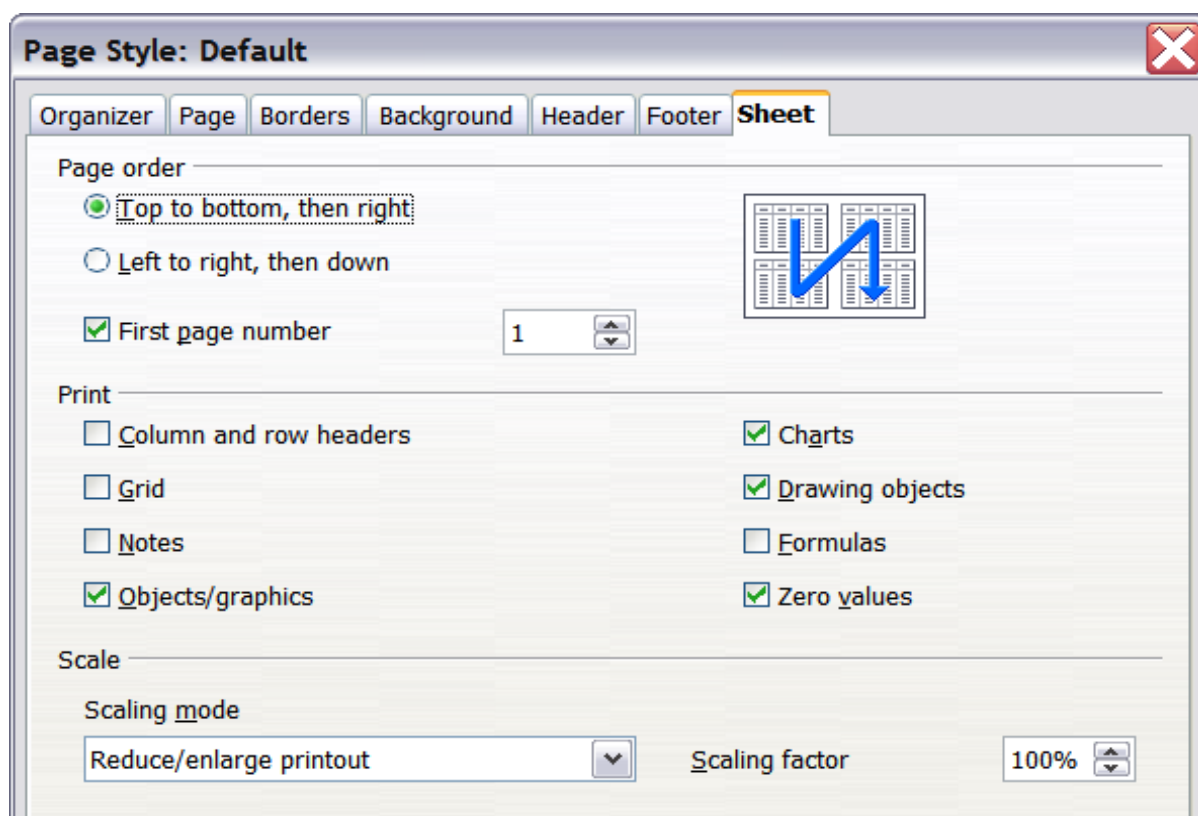 Page Style: Default
Organizer Page Borders Background Header Footer Sheet
Page order
Top to bottom, then right
Left to right, then down
First page number 1
Print
Column and row headers Charts
Grid Drawing objects
Notes Formulas
Objects/graphics Zero values
Scale
Scaling mode
Reduce/enlarge printout Scaling factor 100%